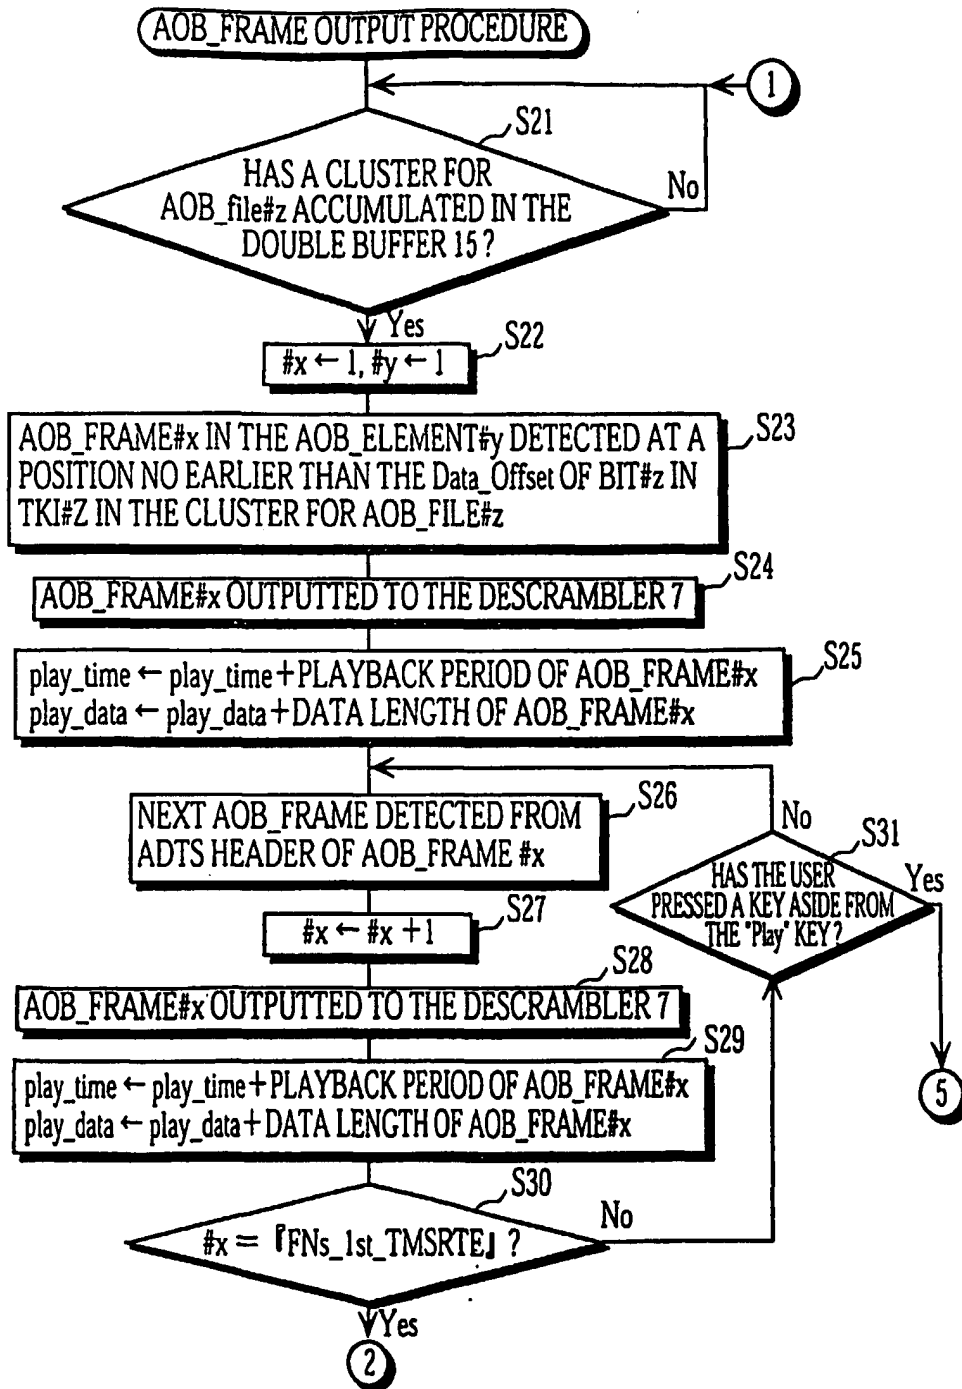 AOB_FRAME OUTPUT PROCEDURE
1
S21
HAS A CLUSTER FOR
AOB_file#z ACCUMULATED IN THE
DOUBLE BUFFER 15 ?
No
Yes
S22
#x ← 1, #y ← 1
S23
AOB_FRAME#x IN THE AOB_ELEMENT#y DETECTED AT A
POSITION NO EARLIER THAN THE Data_Offset OF BIT#z IN
TKI#Z IN THE CLUSTER FOR AOB_FILE#z
S24
AOB_FRAME#x OUTPUTTED TO THE DESCRAMBLER 7
S25
play_time ← play_time+PLAYBACK PERIOD OF AOB_FRAME#x
play_data ← play_data+DATA LENGTH OF AOB_FRAME#x
S26
NEXT AOB_FRAME DETECTED FROM
ADTS HEADER OF AOB_FRAME #x
S27
#x ← #x +1
S28
AOB_FRAME#x OUTPUTTED TO THE DESCRAMBLER 7
S29
play_time ← play_time+PLAYBACK PERIOD OF AOB_FRAME#x
play_data ← play_data+DATA LENGTH OF AOB_FRAME#x
S30
#x = 『FNs_1st_TMSRTE』 ?
No
Yes
2
No
S31
HAS THE USER
PRESSED A KEY ASIDE FROM
THE "Play" KEY ?
Yes
5